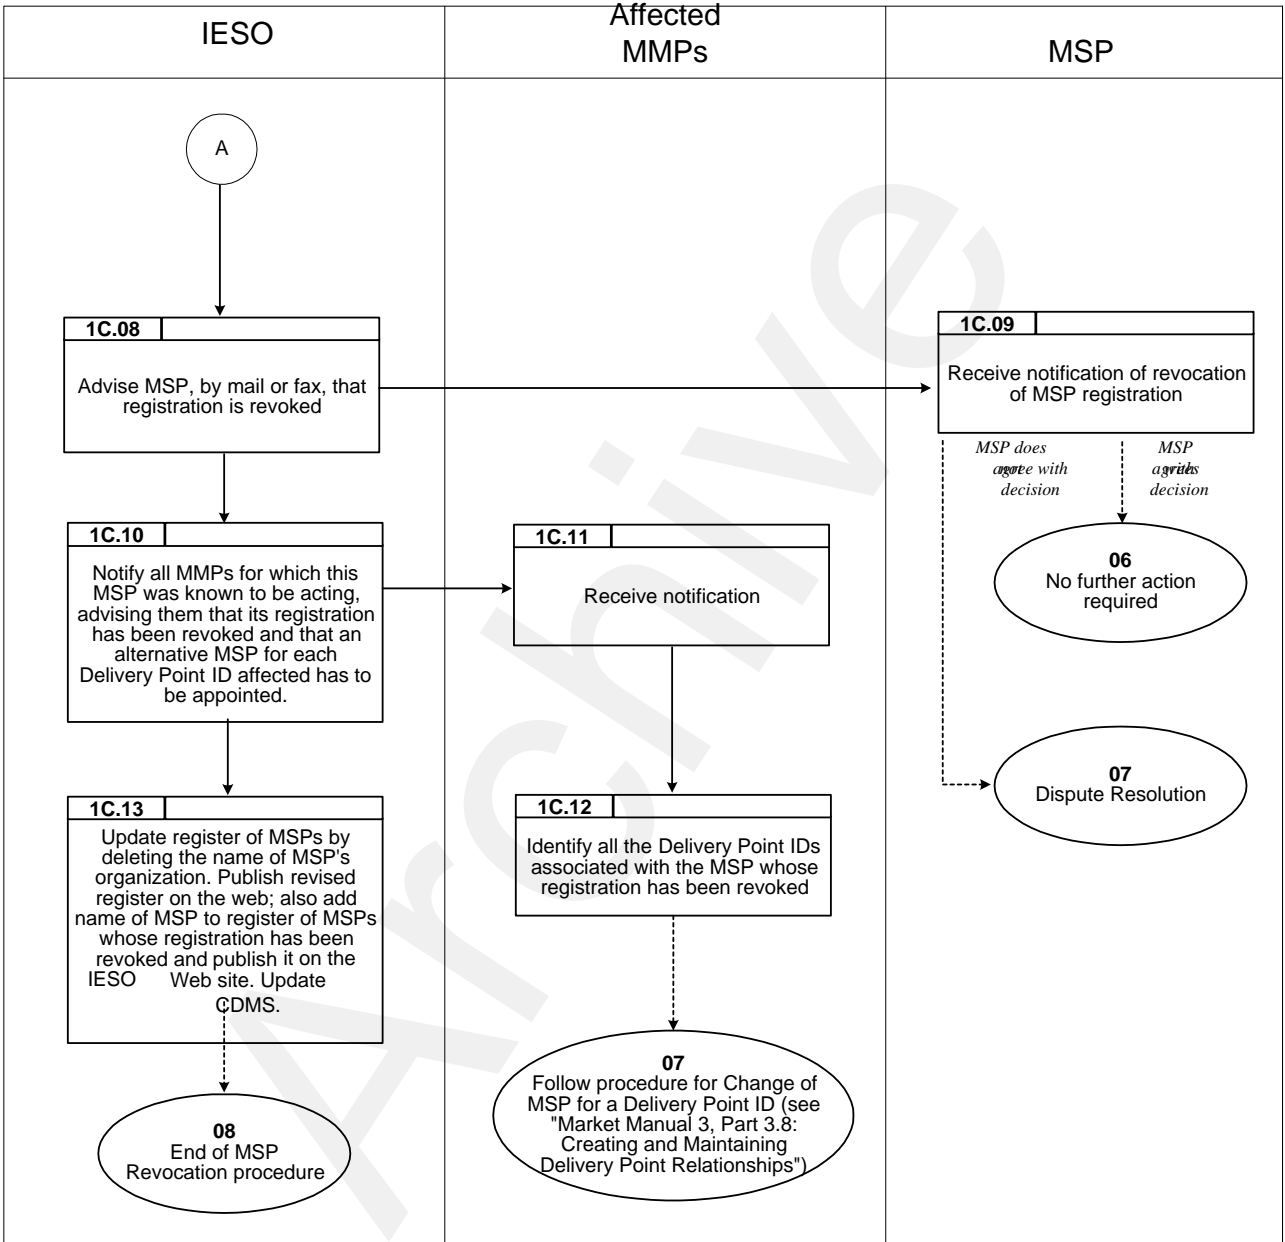 IESO
Affected
MMPs
MSP
A
1C.08
Advise MSP, by mail or fax, that
registration is revoked
1C.09
Receive notification of revocation
of MSP registration
MSP does
not
agree with
decision
MSP
agrees
with
decision
1C.10
Notify all MMPs for which this
MSP was known to be acting,
advising them that its registration
has been revoked and that an
alternative MSP for each
Delivery Point ID affected has to
be appointed.
1C.11
Receive notification
06
No further action
required
07
Dispute Resolution
1C.13
Update register of MSPs by
deleting the name of MSP's
organization. Publish revised
register on the web; also add
name of MSP to register of MSPs
whose registration has been
revoked and publish it on the
IESO Web site. Update
CDMS.
1C.12
Identify all the Delivery Point IDs
associated with the MSP whose
registration has been revoked
07
Follow procedure for Change of
MSP for a Delivery Point ID (see
"Market Manual 3, Part 3.8:
Creating and Maintaining
Delivery Point Relationships")
08
End of MSP
Revocation procedure
Archive